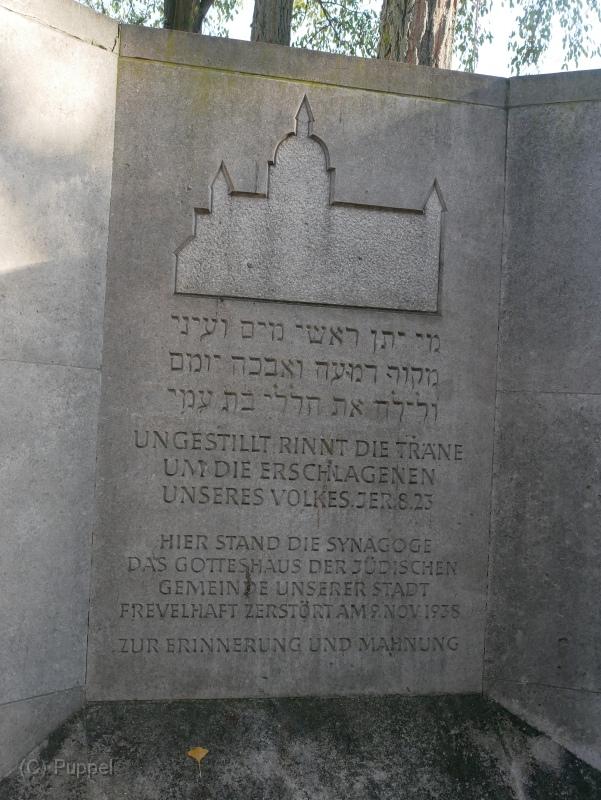 מי יתן ראשי מים ועיני
מקור דמעה ואבכה יומם
ולילה את חללי בת עמי
UNGESTILLT RINNT DIE TRÄNE
UM DIE ERSCHLAGENEN
UNSERES VOLKES. JER. 8. 23
HIER STAND DIE SYNAGOGE
DAS GOTTESHAUS DER JÜDISCHEN
GEMEINDE UNSERER STADT
FREVELHAFT ZERSTÖRT AM 9. NOV. 1938
ZUR ERINNERUNG UND MAHNUNG
(C) Puppel